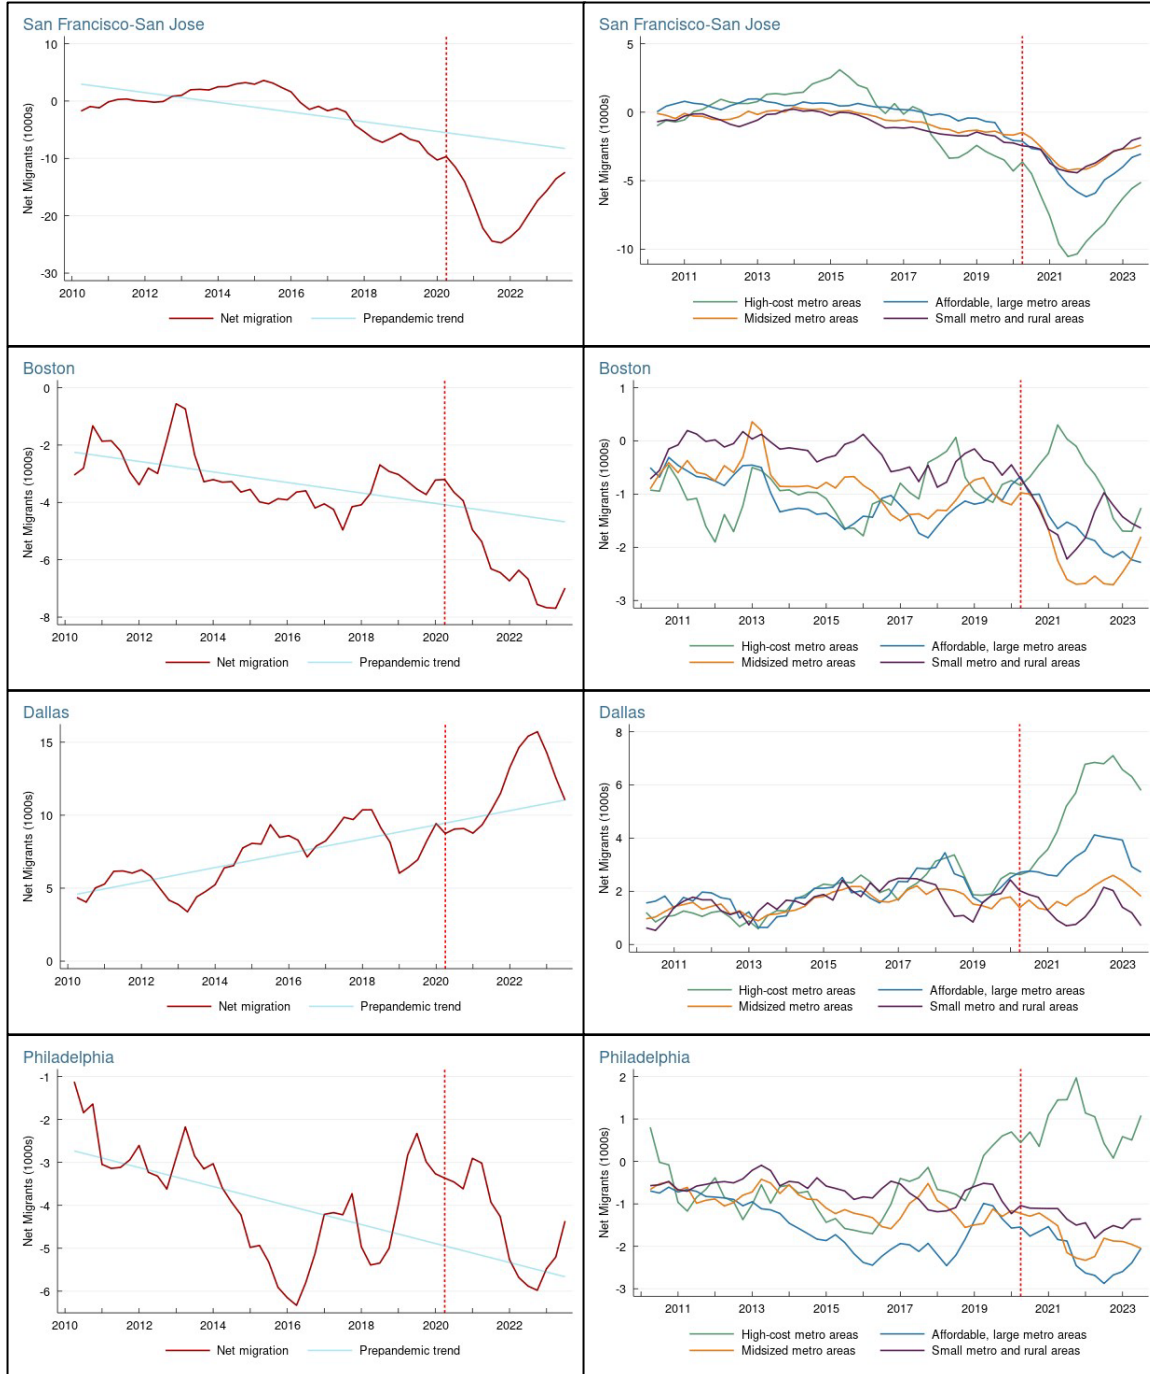 San Francisco-San Jose
Net Migrants (1000s)
10
0
-10
-20
-30
2010 2012 2014 2016 2018 2020 2022
Net migration Prepandemic trend
San Francisco-San Jose
Net Migrants (1000s)
5
0
-5
-10
2011 2013 2015 2017 2019 2021 2023
High-cost metro areas Affordable, large metro areas
Midsized metro areas Small metro and rural areas
Boston
Net Migrants (1000s)
0
-2
-4
-6
-8
2010 2012 2014 2016 2018 2020 2022
Net migration Prepandemic trend
Boston
Net Migrants (1000s)
1
0
-1
-2
-3
2011 2013 2015 2017 2019 2021 2023
High-cost metro areas Affordable, large metro areas
Midsized metro areas Small metro and rural areas
Dallas
Net Migrants (1000s)
15
10
5
0
2010 2012 2014 2016 2018 2020 2022
Net migration Prepandemic trend
Dallas
Net Migrants (1000s)
8
6
4
2
0
2011 2013 2015 2017 2019 2021 2023
High-cost metro areas Affordable, large metro areas
Midsized metro areas Small metro and rural areas
Philadelphia
Net Migrants (1000s)
-1
-2
-3
-4
-5
-6
2010 2012 2014 2016 2018 2020 2022
Net migration Prepandemic trend
Philadelphia
Net Migrants (1000s)
2
1
0
-1
-2
-3
2011 2013 2015 2017 2019 2021 2023
High-cost metro areas Affordable, large metro areas
Midsized metro areas Small metro and rural areas